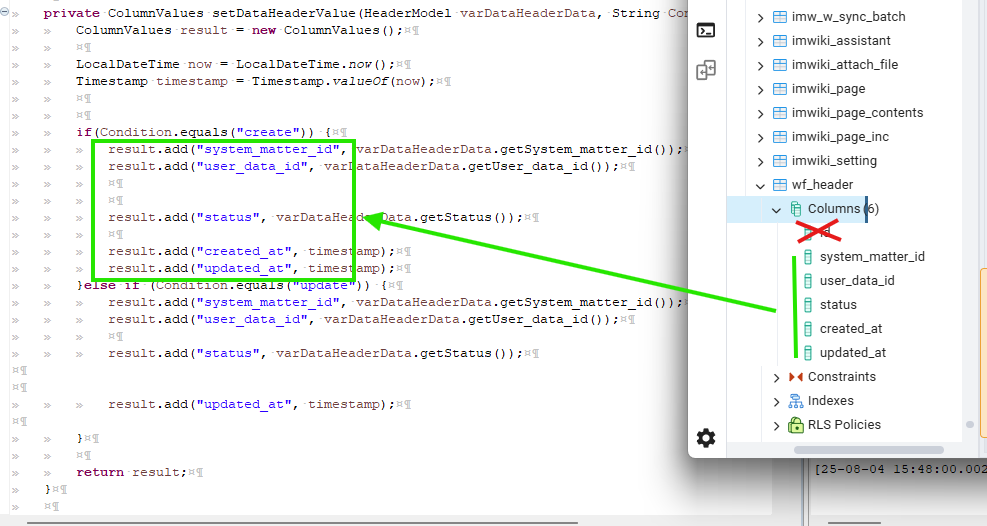 private ColumnValues setDataHeaderValue(HeaderModel varDataHeaderData, String Co
ColumnValues result = new ColumnValues();
LocalDateTime now = LocalDateTime.now();
Timestamp timestamp = Timestamp.valueOf(now);
if(Condition.equals("create")) {
result.add("system_matter_id", varDataHeaderData.getSystem_matter_id());
result.add("user_data_id", varDataHeaderData.getUser_data_id());
result.add("status", varDataHeaderData.getStatus());
result.add("created_at", timestamp);
result.add("updated_at", timestamp);
}else if (Condition.equals("update")) {
result.add("system_matter_id", varDataHeaderData.getSystem_matter_id());
result.add("user_data_id", varDataHeaderData.getUser_data_id());
result.add("status", varDataHeaderData.getStatus());
result.add("updated_at", timestamp);
}
return result;
}
imw_w_sync_batch
imwiki_assistant
imwiki_attach_file
imwiki_page
imwiki_page_contents
imwiki_page_inc
imwiki_setting
wf_header
Columns (6)
id
system_matter_id
user_data_id
status
created_at
updated_at
Constraints
Indexes
RLS Policies
[25-08-04 15:48:00.002